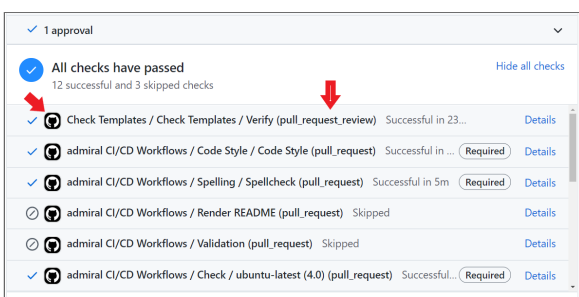 1 approval
All checks have passed
Hide all checks
12 successful and 3 skipped checks
Check Templates / Check Templates / Verify (pull_request_review) Successful in 23... Details
admiral CI/CD Workflows / Code Style / Code Style (pull_request) Successful in ... Required Details
admiral CI/CD Workflows / Spelling / Spellcheck (pull_request) Successful in 5m Required Details
admiral CI/CD Workflows / Render README (pull_request) Skipped Details
admiral CI/CD Workflows / Validation (pull_request) Skipped Details
admiral CI/CD Workflows / Check / ubuntu-latest (4.0) (pull_request) Successful... Required Details